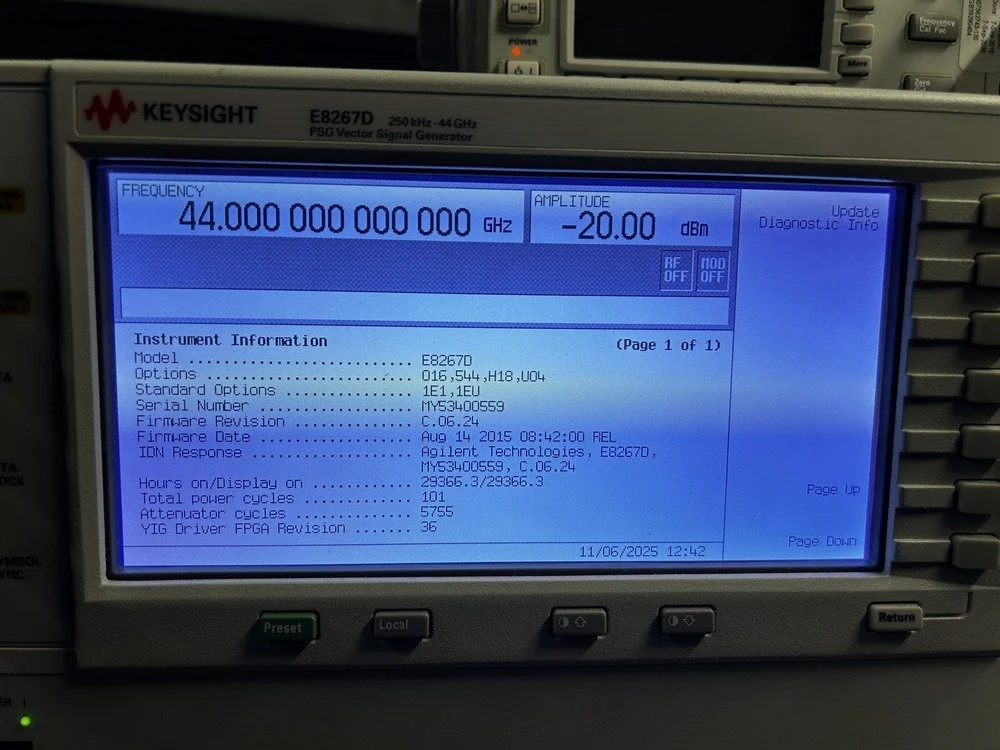 POWER
Frequency
Cal Fac
More
Zero
KEYSIGHT
E8267D 250 kHz - 44 GHz
PSG Vector Signal Generator
FREQUENCY
44.000 000 000 000 GHz
AMPLITUDE
-20.00 dBm
RF OFF
MOD OFF
Update
Diagnostic Info
Instrument Information (Page 1 of 1)
Model .......................... E8267D
Options ........................ 016,544,H18,U04
Standard Options ............... 1E1,1EU
Serial Number .................. MY53400559
Firmware Revision .............. C.06.24
Firmware Date .................. Aug 14 2015 08:42:00 REL
IDN Response ................... Agilent Technologies, E8267D,
MY53400559, C.06.24
Hours on/Display on ............ 29366.3/29366.3
Total power cycles ............. 101
Attenuator cycles .............. 5755
YIG Driver FPGA Revision ....... 36
Page Up
Page Down
11/06/2025 12:42
Preset
Local
Return